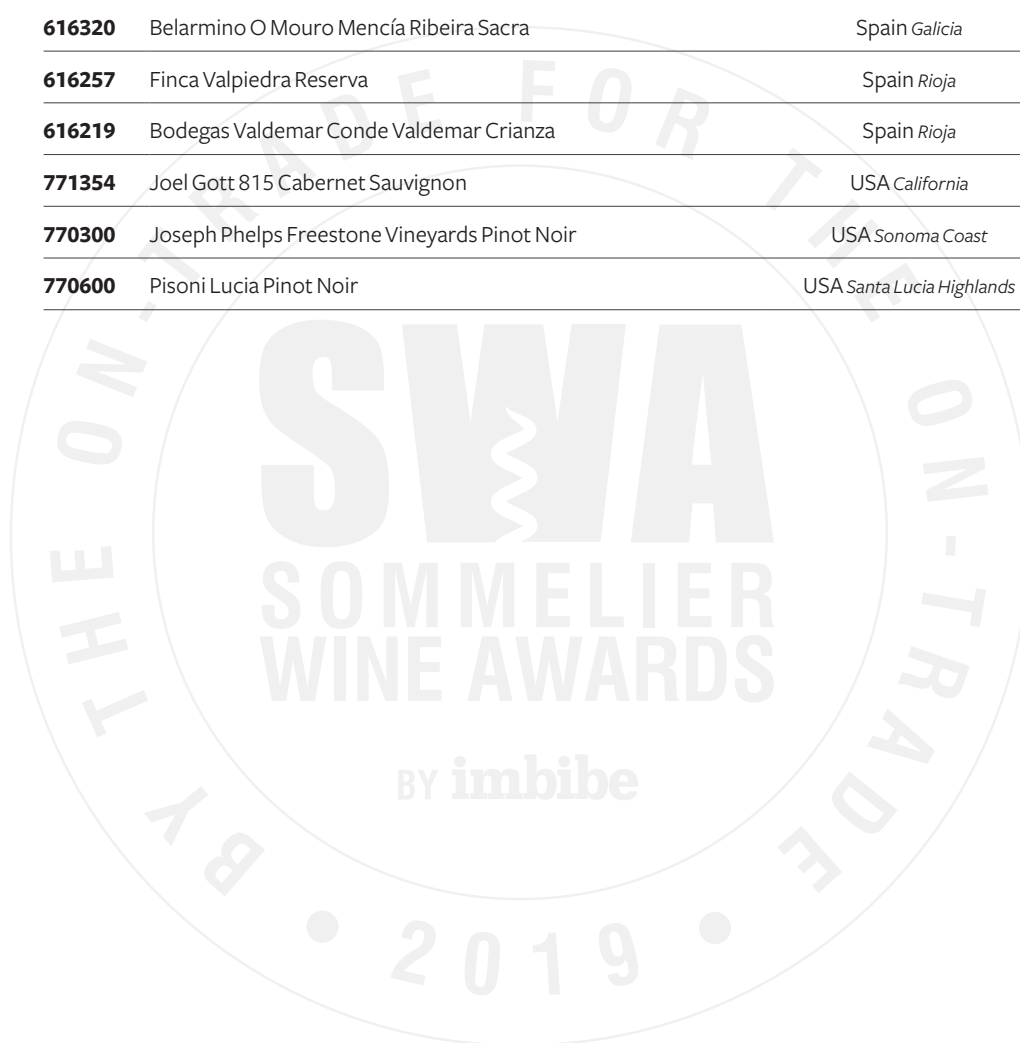 616320 Belarmino O Mouro Mencía Ribeira Sacra Spain Galicia
616257 Finca Valpiedra Reserva Spain Rioja
616219 Bodegas Valdemar Conde Valdemar Crianza Spain Rioja
771354 Joel Gott 815 Cabernet Sauvignon USA California
770300 Joseph Phelps Freestone Vineyards Pinot Noir USA Sonoma Coast
770600 Pisoni Lucia Pinot Noir USA Santa Lucia Highlands
BY THE ON-TRADE FOR THE ON-TRADE
SWA
SOMMELIER
WINE AWARDS
BY imbibe
• 2019 •